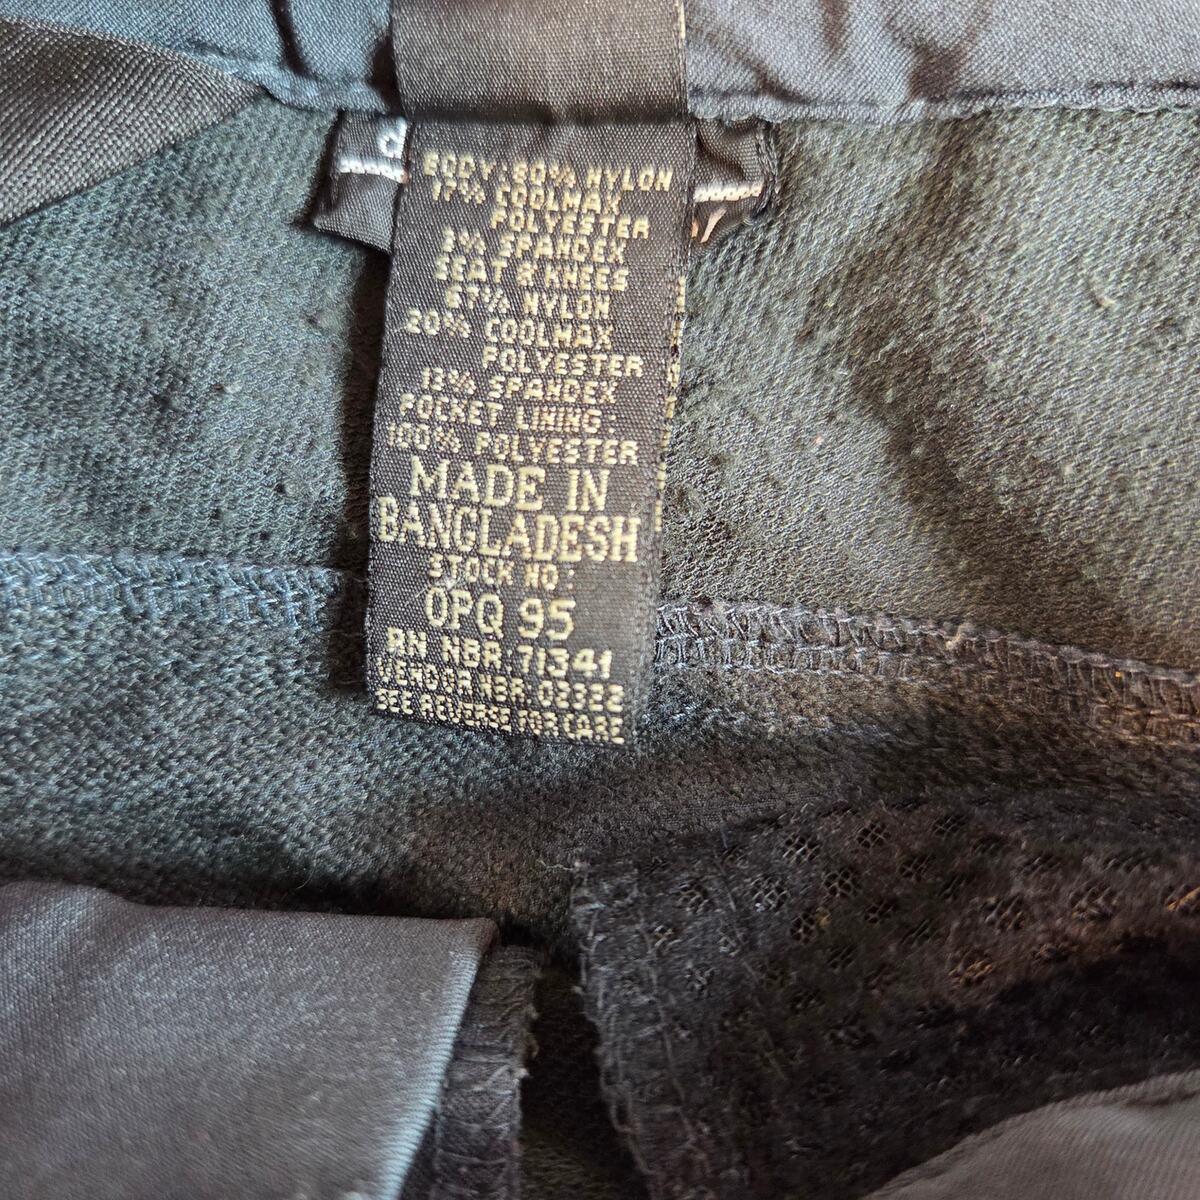 BODY: 80% NYLON
17% COOLMAX
POLYESTER
3% SPANDEX
SEAT & KNEES
67% NYLON
20% COOLMAX
POLYESTER
13% SPANDEX
POCKET LINING:
100% POLYESTER
MADE IN
BANGLADESH
STOCK NO:
OPQ 95
RN NBR 71341
VENDOR NBR 03322
SEE REVERSE FOR CARE